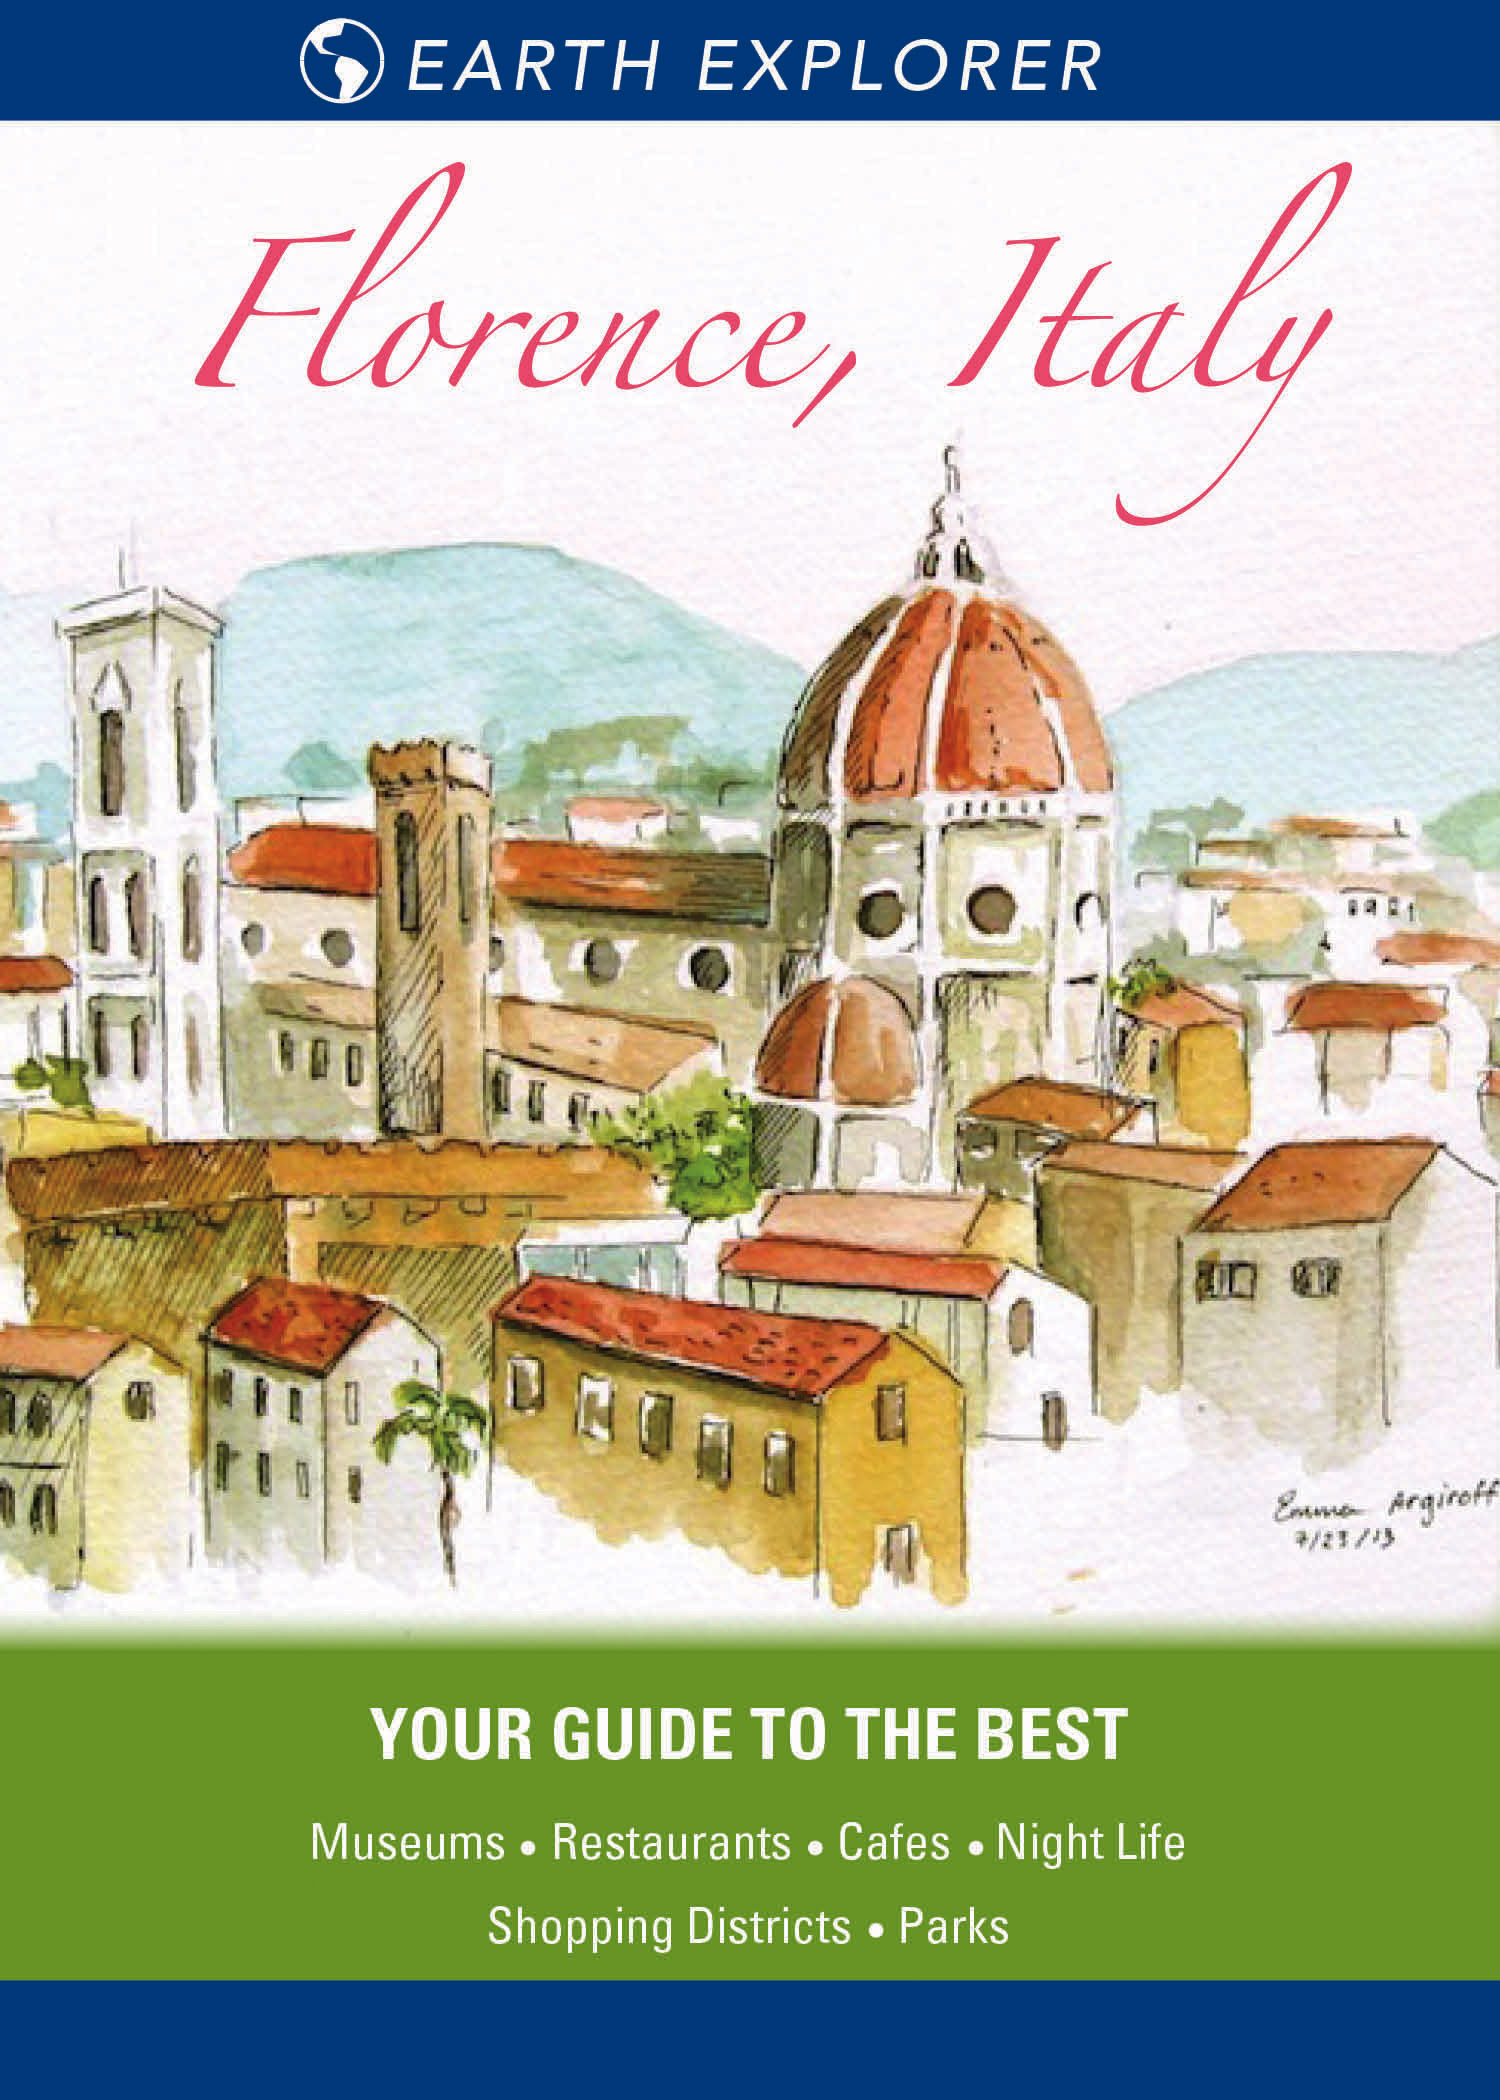 EARTH EXPLORER
Florence, Italy
Emma Argiroff
7/23/13
YOUR GUIDE TO THE BEST
Museums • Restaurants • Cafes • Night Life
Shopping Districts • Parks